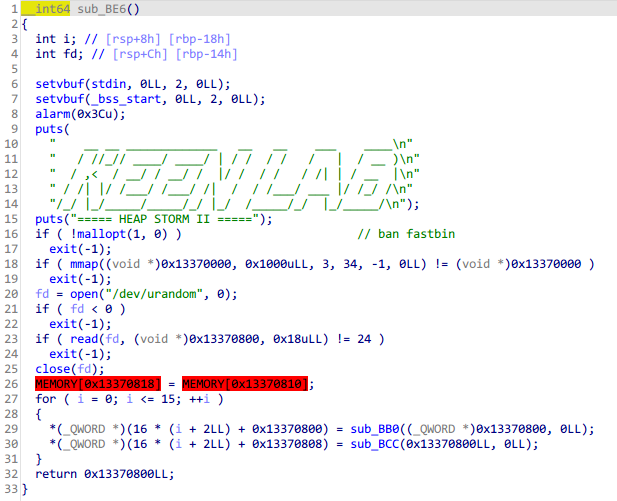 1 __int64 sub_BE6()
2 {
3 int i; // [rsp+8h] [rbp-18h]
4 int fd; // [rsp+Ch] [rbp-14h]
5
6 setvbuf(stdin, 0LL, 2, 0LL);
7 setvbuf(_bss_start, 0LL, 2, 0LL);
8 alarm(0x3Cu);
9 puts(
10 "    __ __ _____________   __   __    ___    ____\n"
11 "   / //_// ____/ ____/ | / /  / /   /   |  / __ )\n"
12 "  / ,<  / __/ / __/ /  |/ /  / /   / /| | / __  |\n"
13 " / /| |/ /___/ /___/ /|  /  / /___/ ___ |/ /_/ /\n"
14 "/_/ |_/_____/_____/_/ |_/  /_____/_/  |_/_____/\n");
15 puts("===== HEAP STORM II =====");
16 if ( !mallopt(1, 0) ) // ban fastbin
17 exit(-1);
18 if ( mmap((void *)0x13370000, 0x1000uLL, 3, 34, -1, 0LL) != (void *)0x13370000 )
19 exit(-1);
20 fd = open("/dev/urandom", 0);
21 if ( fd < 0 )
22 exit(-1);
23 if ( read(fd, (void *)0x13370800, 0x18uLL) != 24 )
24 exit(-1);
25 close(fd);
26 MEMORY[0x13370818] = MEMORY[0x13370810];
27 for ( i = 0; i <= 15; ++i )
28 {
29 *(_QWORD *)(16 * (i + 2LL) + 0x13370800) = sub_BB0((_QWORD *)0x13370800, 0LL);
30 *(_QWORD *)(16 * (i + 2LL) + 0x13370808) = sub_BCC(0x13370800LL, 0LL);
31 }
32 return 0x13370800LL;
33 }